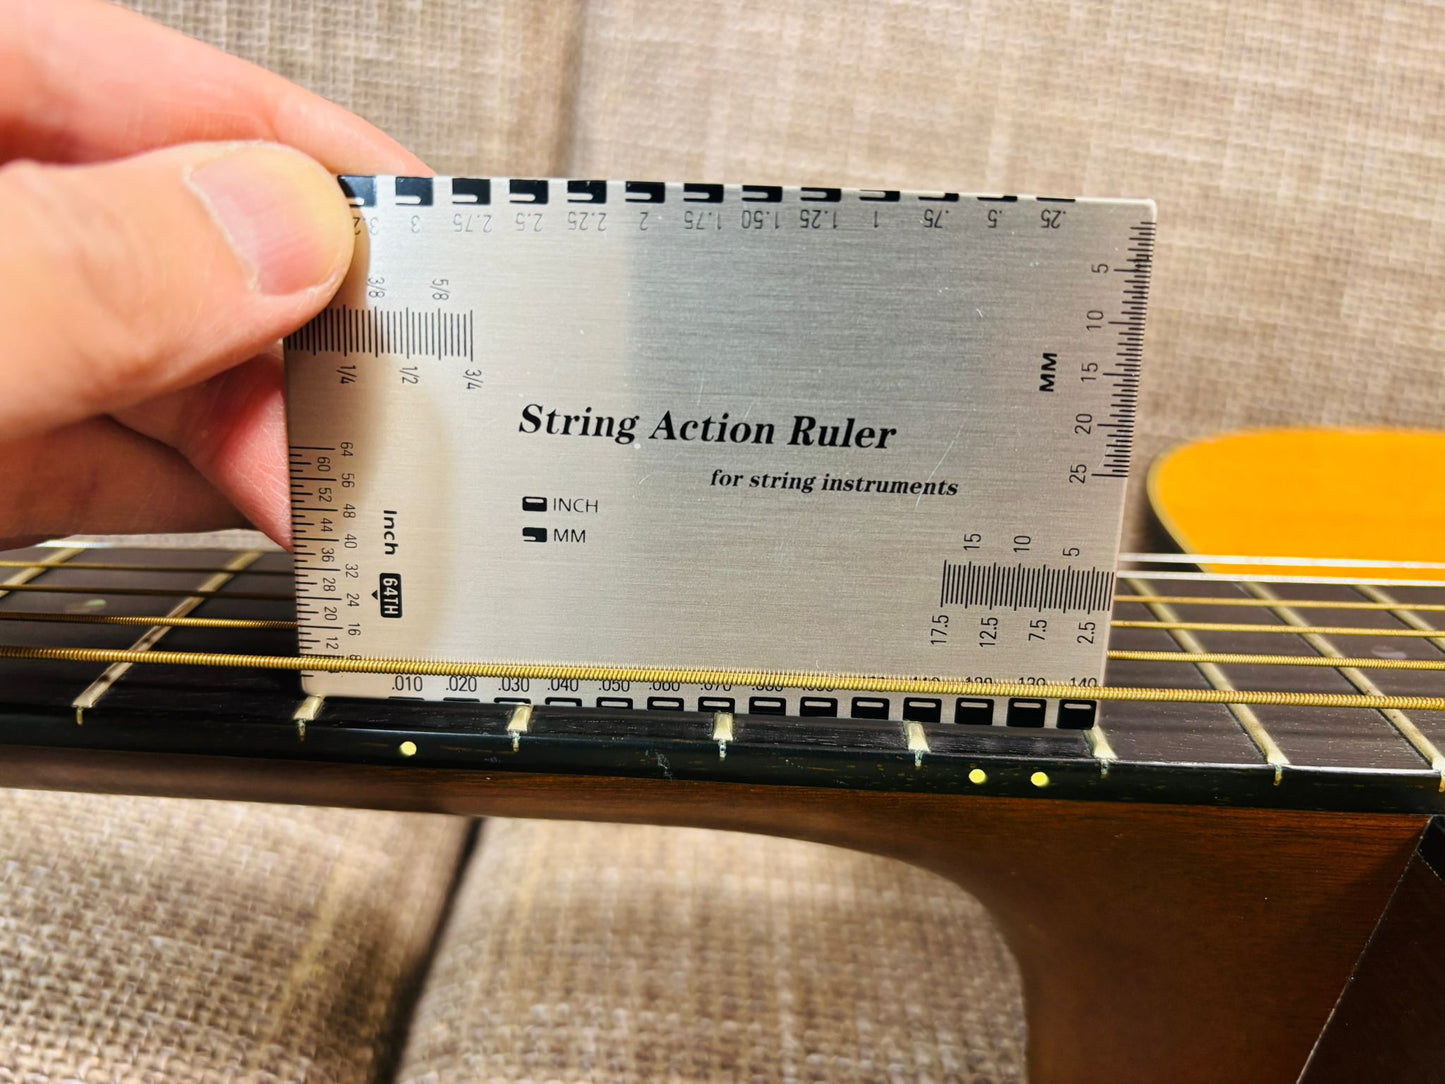 3 2.75 2.5 2.25 2 1.75 1.50 1.25 1 .75 .5 .25
3/8 5/8
1/4 1/2 3/4
5
10
15
20
25
MM
String Action Ruler
for string instruments
INCH
MM
64 56 48 40 32 24 16 8
60 52 44 36 28 20 12
Inch
64TH
15 10 5
17.5 12.5 7.5 2.5
.010 .020 .030 .040 .050 .060 .070 .080 .120 .130 .140